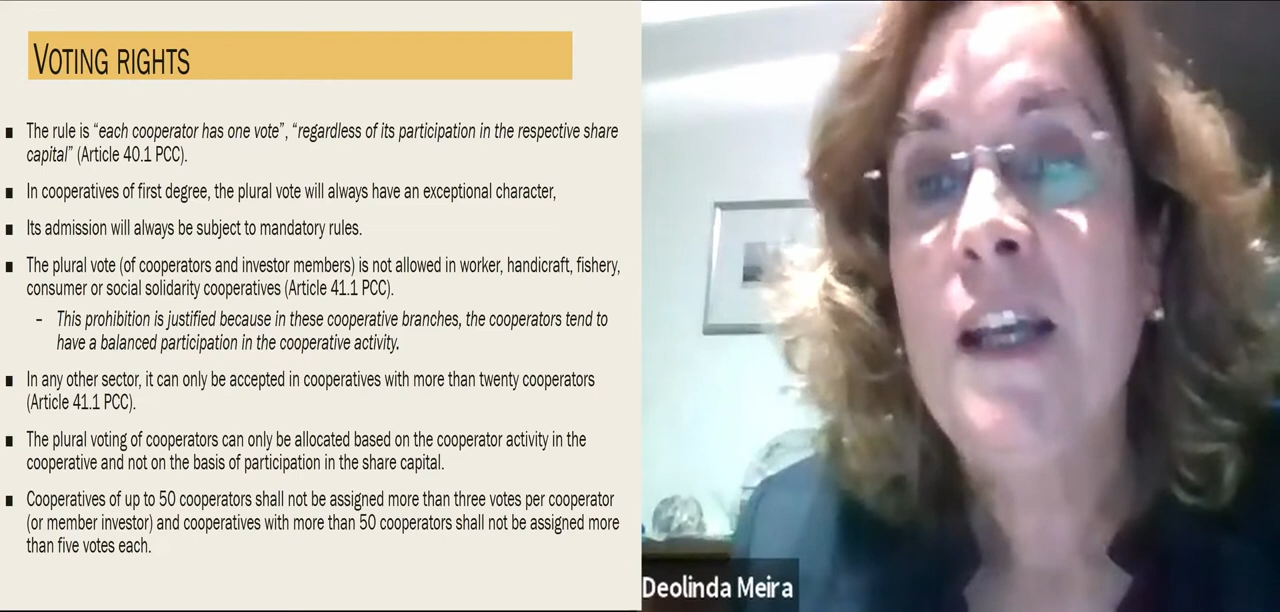 VOTING RIGHTS
■ The rule is “each cooperator has one vote”, “regardless of its participation in the respective share
capital” (Article 40.1 PCC).
■ In cooperatives of first degree, the plural vote will always have an exceptional character,
■ Its admission will always be subject to mandatory rules.
■ The plural vote (of cooperators and investor members) is not allowed in worker, handicraft, fishery,
consumer or social solidarity cooperatives (Article 41.1 PCC).
– This prohibition is justified because in these cooperative branches, the cooperators tend to
have a balanced participation in the cooperative activity.
■ In any other sector, it can only be accepted in cooperatives with more than twenty cooperators
(Article 41.1 PCC).
■ The plural voting of cooperators can only be allocated based on the cooperator activity in the
cooperative and not on the basis of participation in the share capital.
■ Cooperatives of up to 50 cooperators shall not be assigned more than three votes per cooperator
(or member investor) and cooperatives with more than 50 cooperators shall not be assigned more
than five votes each.
Deolinda Meira